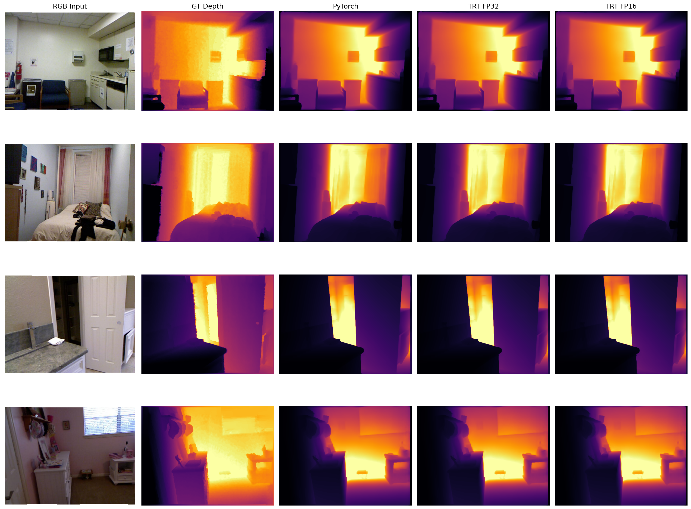 RGB Input
GT Depth
PyTorch
TRT FP32
TRT FP16